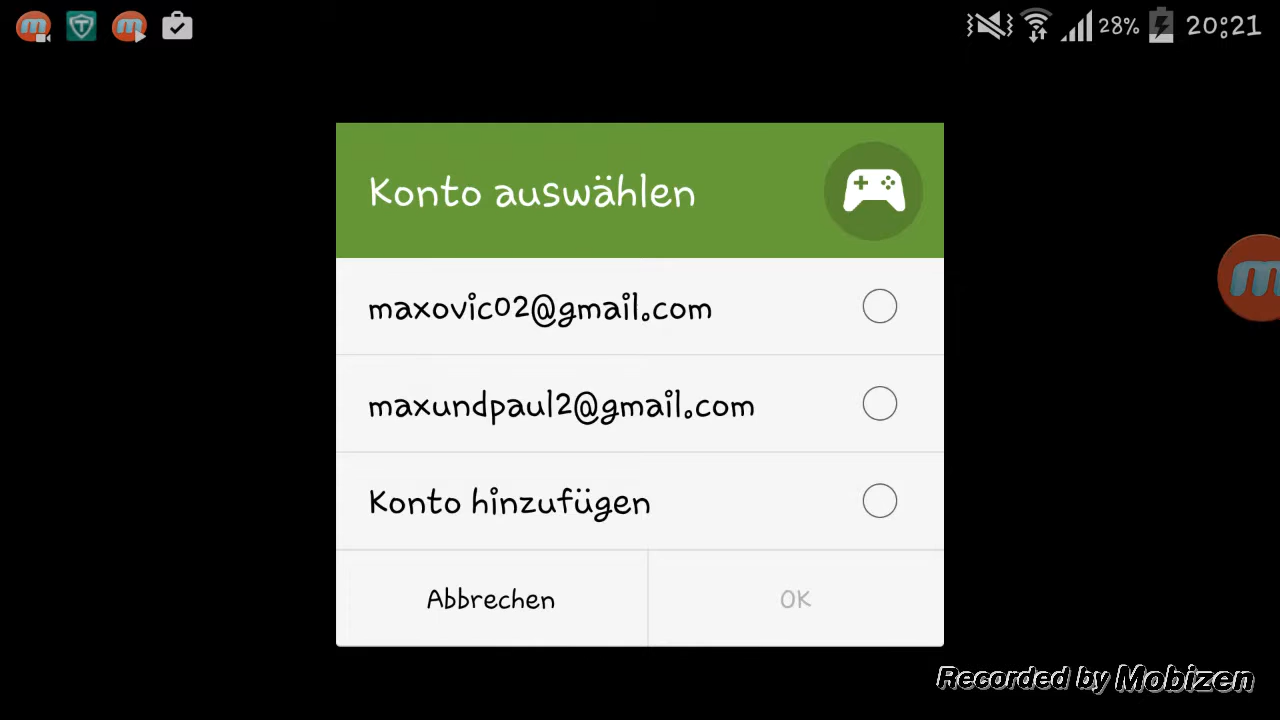 28% 20:21
Konto auswählen
maxovic02@gmail.com
maxundpaul2@gmail.com
Konto hinzufügen
Abbrechen OK
Recorded by Mobizen